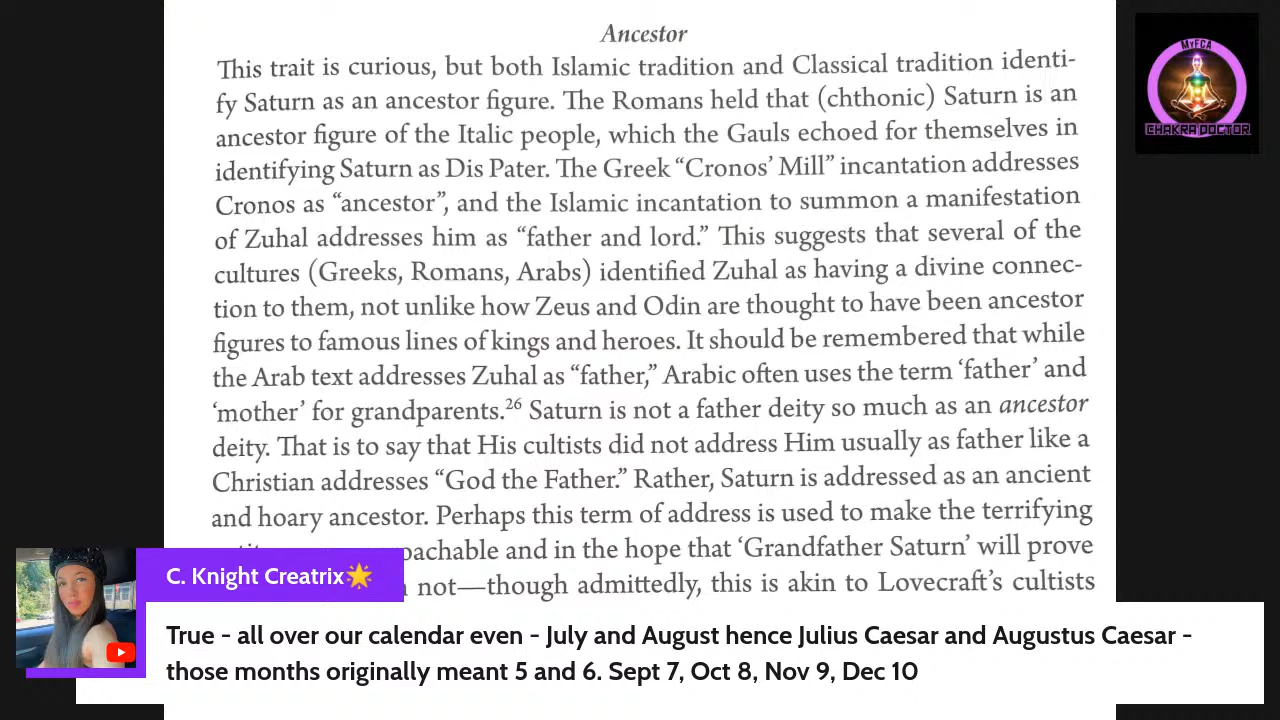 Ancestor
This trait is curious, but both Islamic tradition and Classical tradition identi-
fy Saturn as an ancestor figure. The Romans held that (chthonic) Saturn is an
ancestor figure of the Italic people, which the Gauls echoed for themselves in
identifying Saturn as Dis Pater. The Greek “Cronos’ Mill” incantation addresses
Cronos as “ancestor”, and the Islamic incantation to summon a manifestation
of Zuhal addresses him as “father and lord.” This suggests that several of the
cultures (Greeks, Romans, Arabs) identified Zuhal as having a divine connec-
tion to them, not unlike how Zeus and Odin are thought to have been ancestor
figures to famous lines of kings and heroes. It should be remembered that while
the Arab text addresses Zuhal as “father,” Arabic often uses the term ‘father’ and
‘mother’ for grandparents.26 Saturn is not a father deity so much as an ancestor
deity. That is to say that His cultists did not address Him usually as father like a
Christian addresses “God the Father.” Rather, Saturn is addressed as an ancient
and hoary ancestor. Perhaps this term of address is used to make the terrifying
and in the hope that ‘Grandfather Saturn’ will prove
not—though admittedly, this is akin to Lovecraft’s cultists
MYFCA
CHAKRA DOCTOR
C. Knight Creatrix🌟
True - all over our calendar even - July and August hence Julius Caesar and Augustus Caesar -
those months originally meant 5 and 6. Sept 7, Oct 8, Nov 9, Dec 10